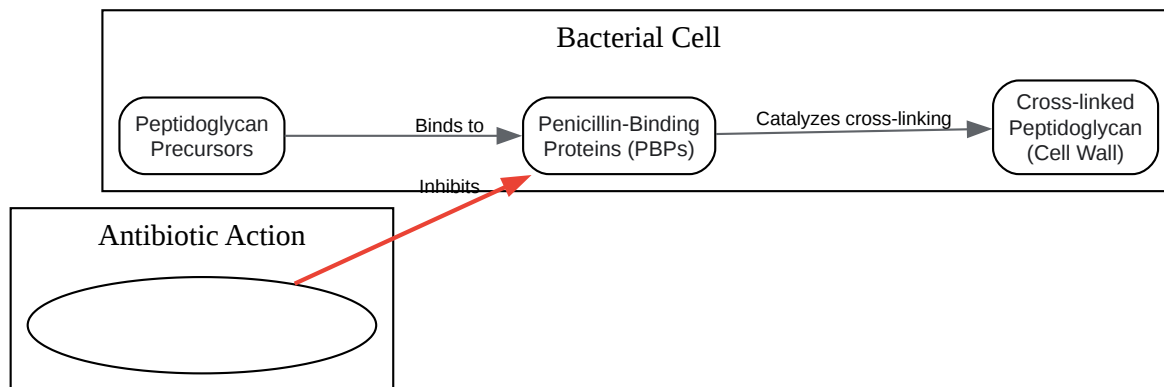 Bacterial Cell
Peptidoglycan
Precursors
Binds to
Penicillin-Binding
Proteins (PBPs)
Catalyzes cross-linking
Cross-linked
Peptidoglycan
(Cell Wall)
Inhibits
Antibiotic Action